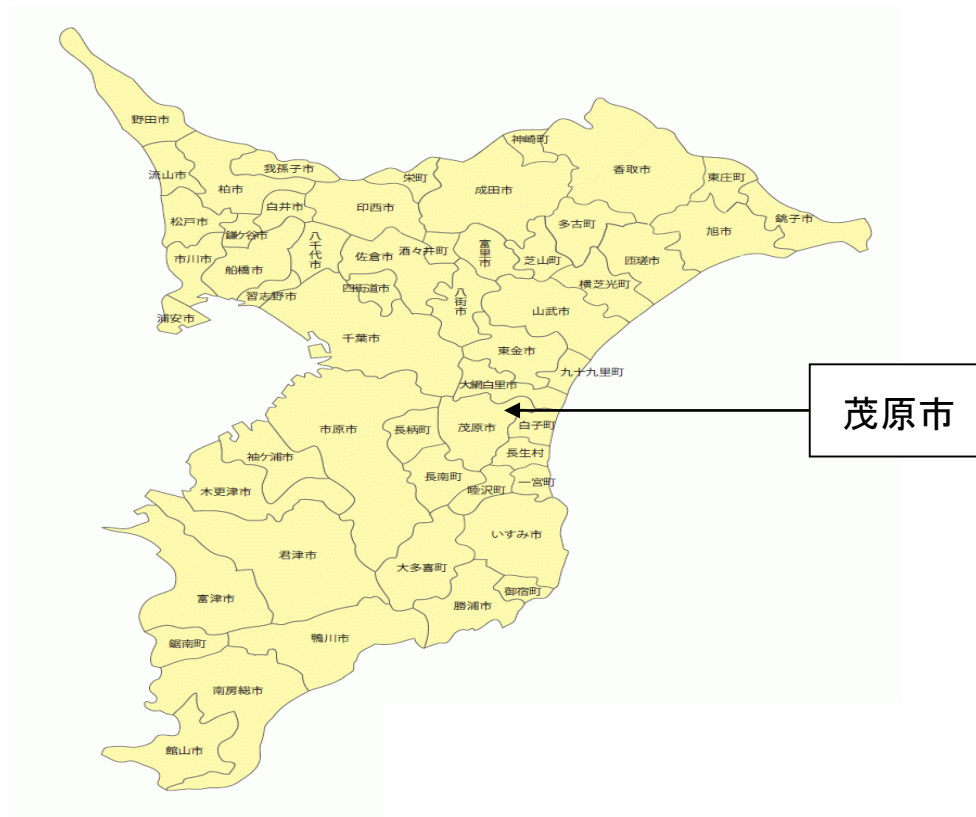 野田市
神崎町
流山市
我孫子市
栄町
香取市
東庄町
柏市
成田市
白井市
印西市
松戸市
鎌ケ谷市
多古町
銚子市
旭市
八千代市
佐倉市
酒々井町
富里市
芝山町
匝瑳市
市川市
船橋市
四街道市
横芝光町
習志野市
八街市
山武市
浦安市
千葉市
東金市
九十九里町
大網白里市
茂原市
市原市
長柄町
茂原市
白子町
長生村
袖ケ浦市
長南町
睦沢町
一宮町
木更津市
いすみ市
君津市
大多喜町
御宿町
富津市
勝浦市
鋸南町
鴨川市
南房総市
館山市